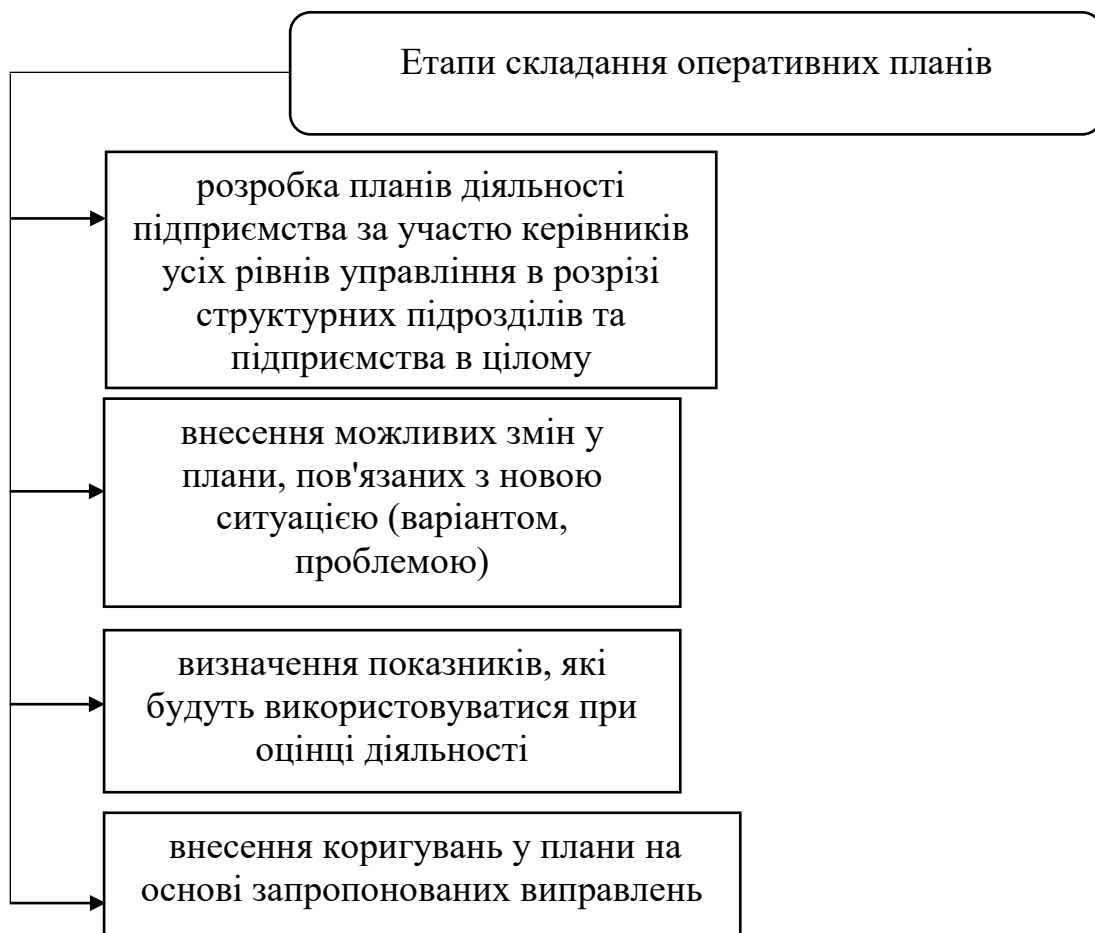 Етапи складання оперативних планів
розробка планів діяльності
підприємства за участю керівників
усіх рівнів управління в розрізі
структурних підрозділів та
підприємства в цілому
внесення можливих змін у
плани, пов'язаних з новою
ситуацією (варіантом,
проблемою)
визначення показників, які
будуть використовуватися при
оцінці діяльності
внесення коригувань у плани на
основі запропонованих виправлень